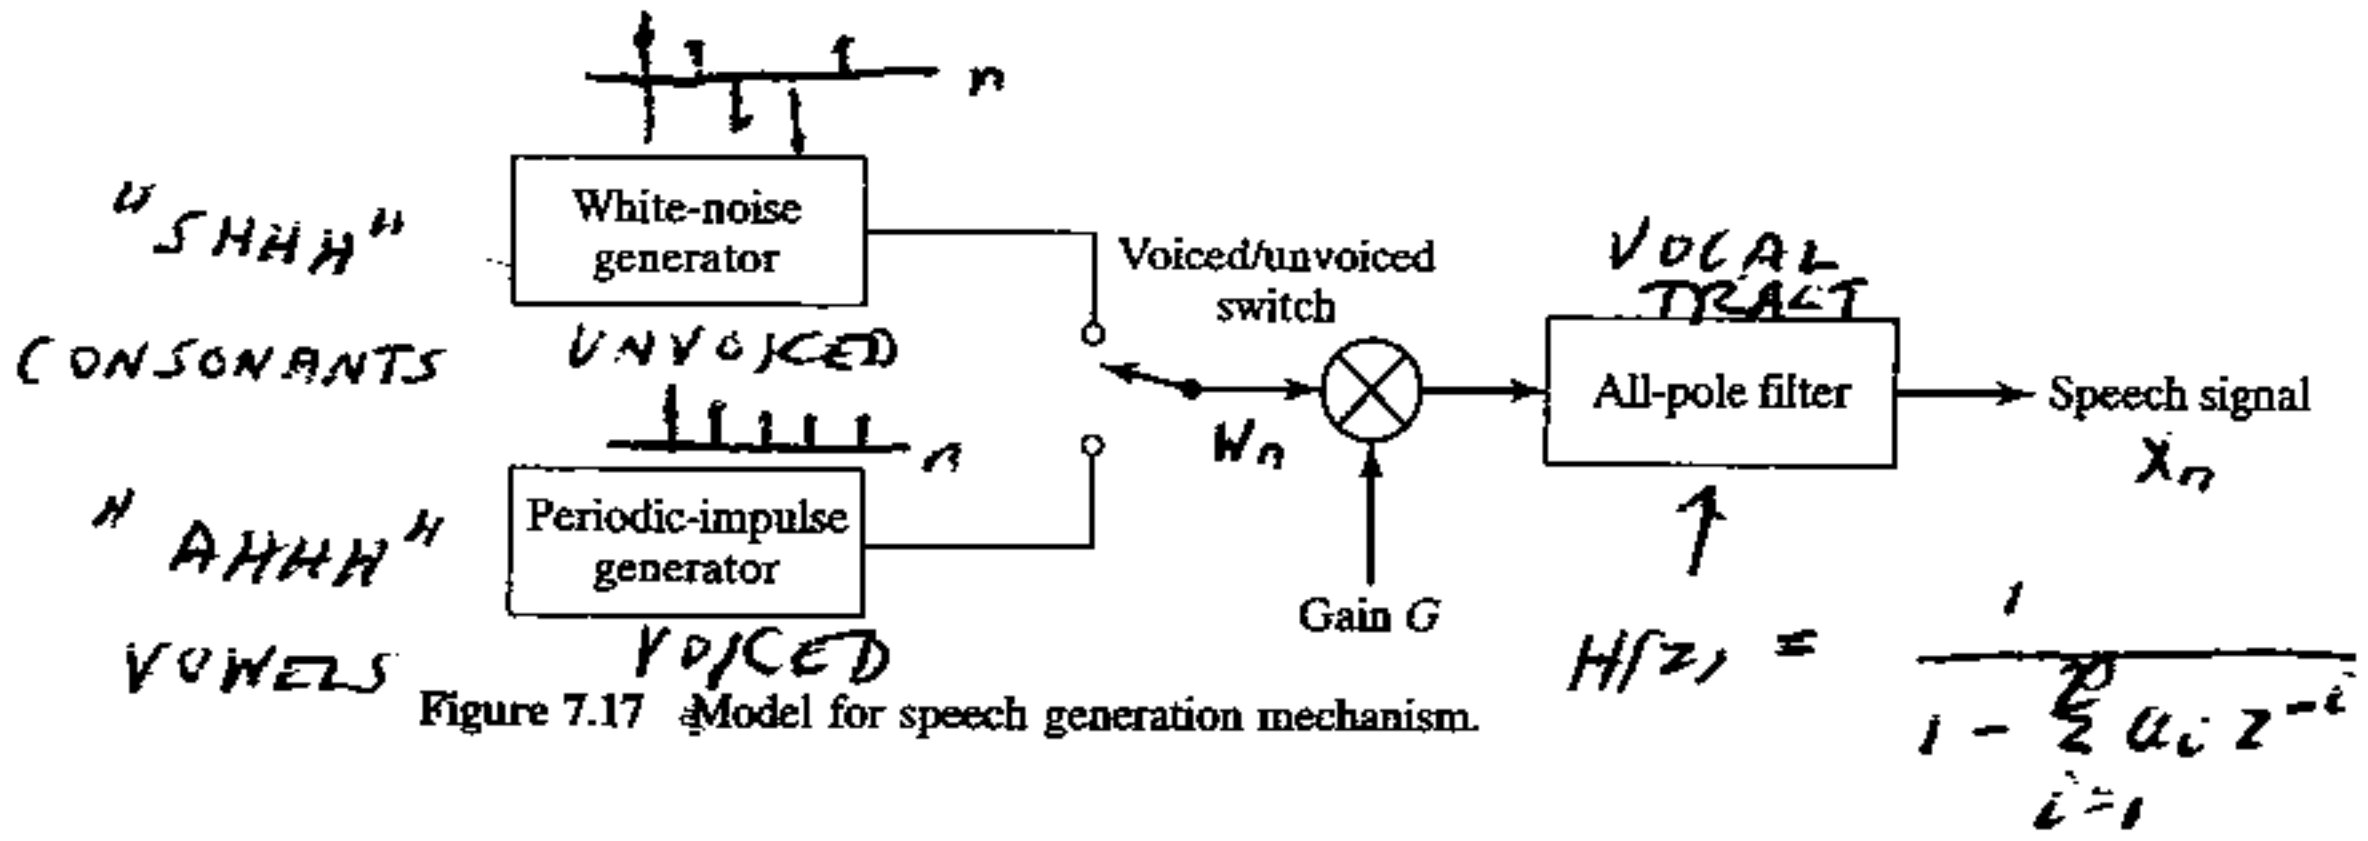 n
White-noise
generator
"SHHH"
CONSONANTS
UNVOICED
Voiced/unvoiced
switch
VOCAL
TRACT
All-pole filter
Speech signal
Wn
Xn
n
Periodic-impulse
generator
"AHHH"
VOWELS
VOICED
Gain G
H(z) = 1 / 1 - p Σ i=1 ai z-i
Figure 7.17 Model for speech generation mechanism.